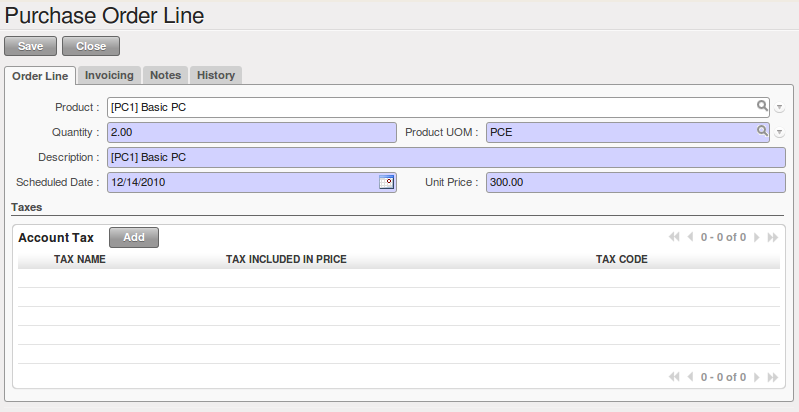 Purchase Order Line
Save Close
Order Line Invoicing Notes History
Product : [PC1] Basic PC
Quantity : 2.00 Product UOM : PCE
Description : [PC1] Basic PC
Scheduled Date : 12/14/2010 Unit Price : 300.00
Taxes
Account Tax Add 0 - 0 of 0
TAX NAME TAX INCLUDED IN PRICE TAX CODE
0 - 0 of 0